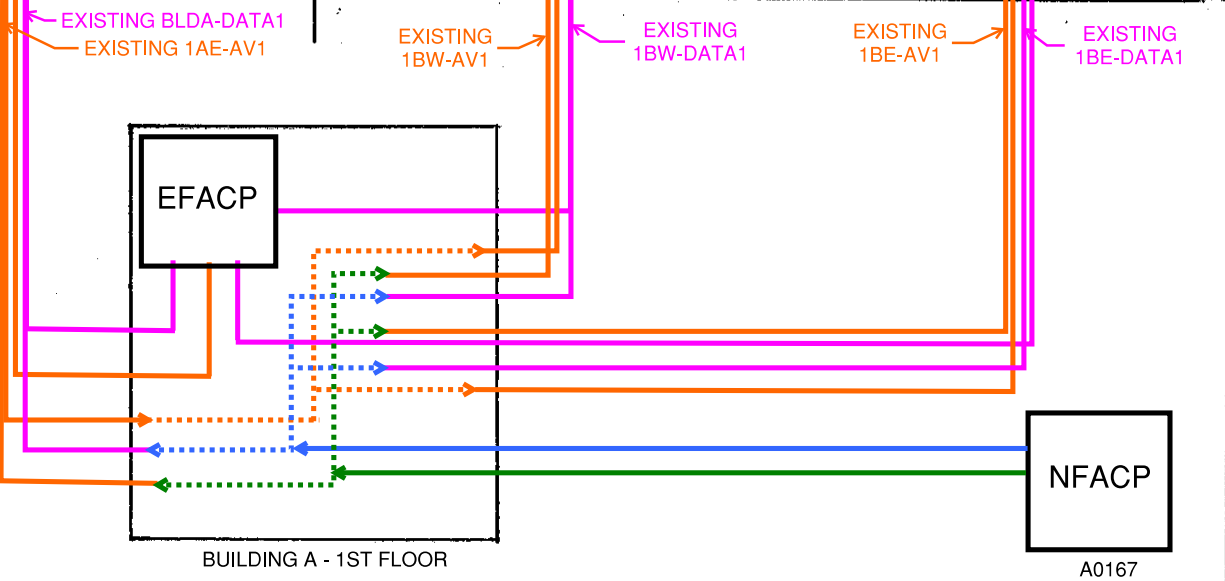 EXISTING BLDA-DATA1
EXISTING 1AE-AV1
EXISTING
1BW-AV1
EXISTING
1BW-DATA1
EXISTING
1BE-AV1
EXISTING
1BE-DATA1
EFACP
NFACP
BUILDING A - 1ST FLOOR
A0167